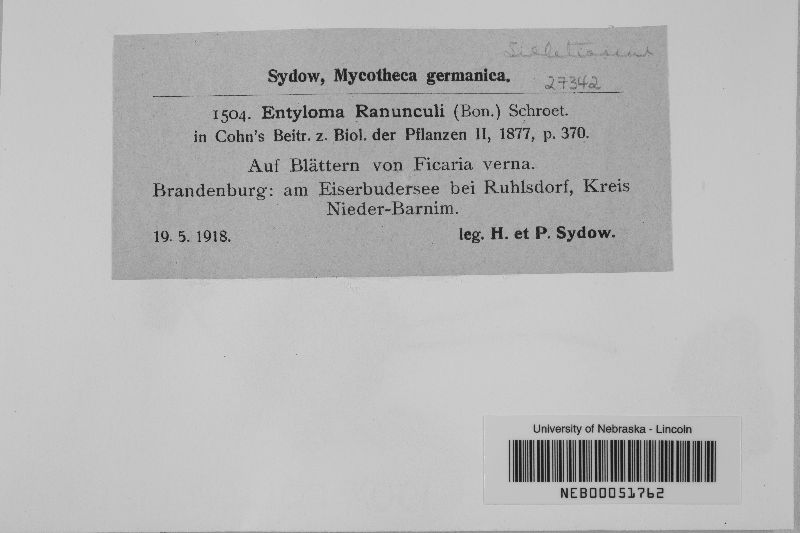 Sydow, Mycotheca germanica.
27342
1504. Entyloma Ranunculi (Bon.) Schroet.
in Cohn's Beitr. z. Biol. der Pflanzen II, 1877, p. 370.
Auf Blättern von Ficaria verna.
Brandenburg: am Eiserbudersee bei Ruhlsdorf, Kreis
Nieder-Barnim.
19. 5. 1918. leg. H. et P. Sydow.
University of Nebraska - Lincoln
NEB00051762